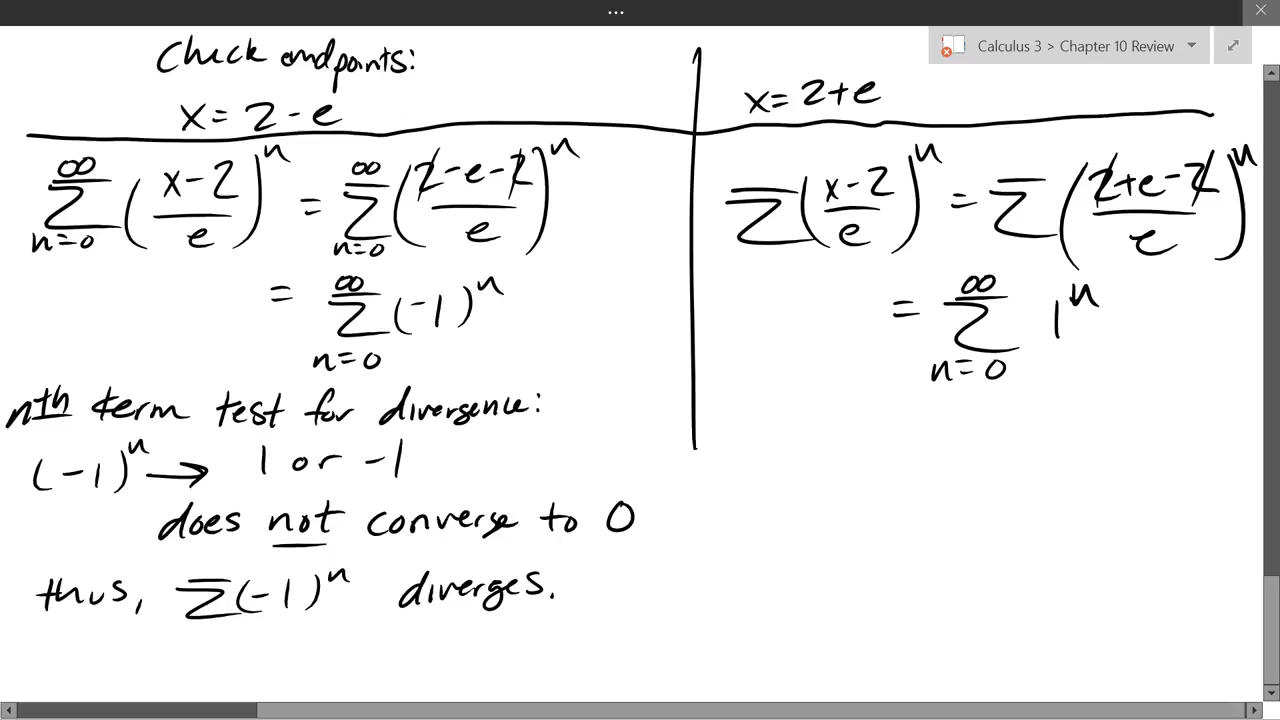 Calculus 3 > Chapter 10 Review
Check endpoints:
x = 2 - e
∞ ∑ n=0 ( x-2 / e )^n = ∞ ∑ n=0 ( 2-e-2 / e )^n
= ∞ ∑ n=0 (-1)^n
nth term test for divergence:
(-1)^n → 1 or -1
does not converge to 0
thus, ∑(-1)^n diverges.
x = 2+e
∑ ( x-2 / e )^n = ∑ ( 2+e-2 / e )^n
= ∞ ∑ n=0 1^n